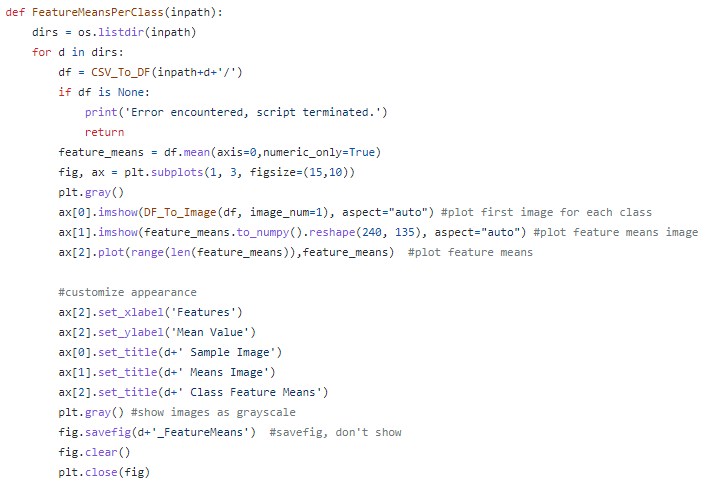 def FeatureMeansPerClass(inpath):
    dirs = os.listdir(inpath)
    for d in dirs:
        df = CSV_To_DF(inpath+d+'/')
        if df is None:
            print('Error encountered, script terminated.')
            return
        feature_means = df.mean(axis=0,numeric_only=True)
        fig, ax = plt.subplots(1, 3, figsize=(15,10))
        plt.gray()
        ax[0].imshow(DF_To_Image(df, image_num=1), aspect="auto") #plot first image for each class
        ax[1].imshow(feature_means.to_numpy().reshape(240, 135), aspect="auto") #plot feature means image
        ax[2].plot(range(len(feature_means)),feature_means)  #plot feature means

        #customize appearance
        ax[2].set_xlabel('Features')
        ax[2].set_ylabel('Mean Value')
        ax[0].set_title(d+' Sample Image')
        ax[1].set_title(d+' Means Image')
        ax[2].set_title(d+' Class Feature Means')
        plt.gray() #show images as grayscale
        fig.savefig(d+'_FeatureMeans')  #savefig, don't show
        fig.clear()
        plt.close(fig)